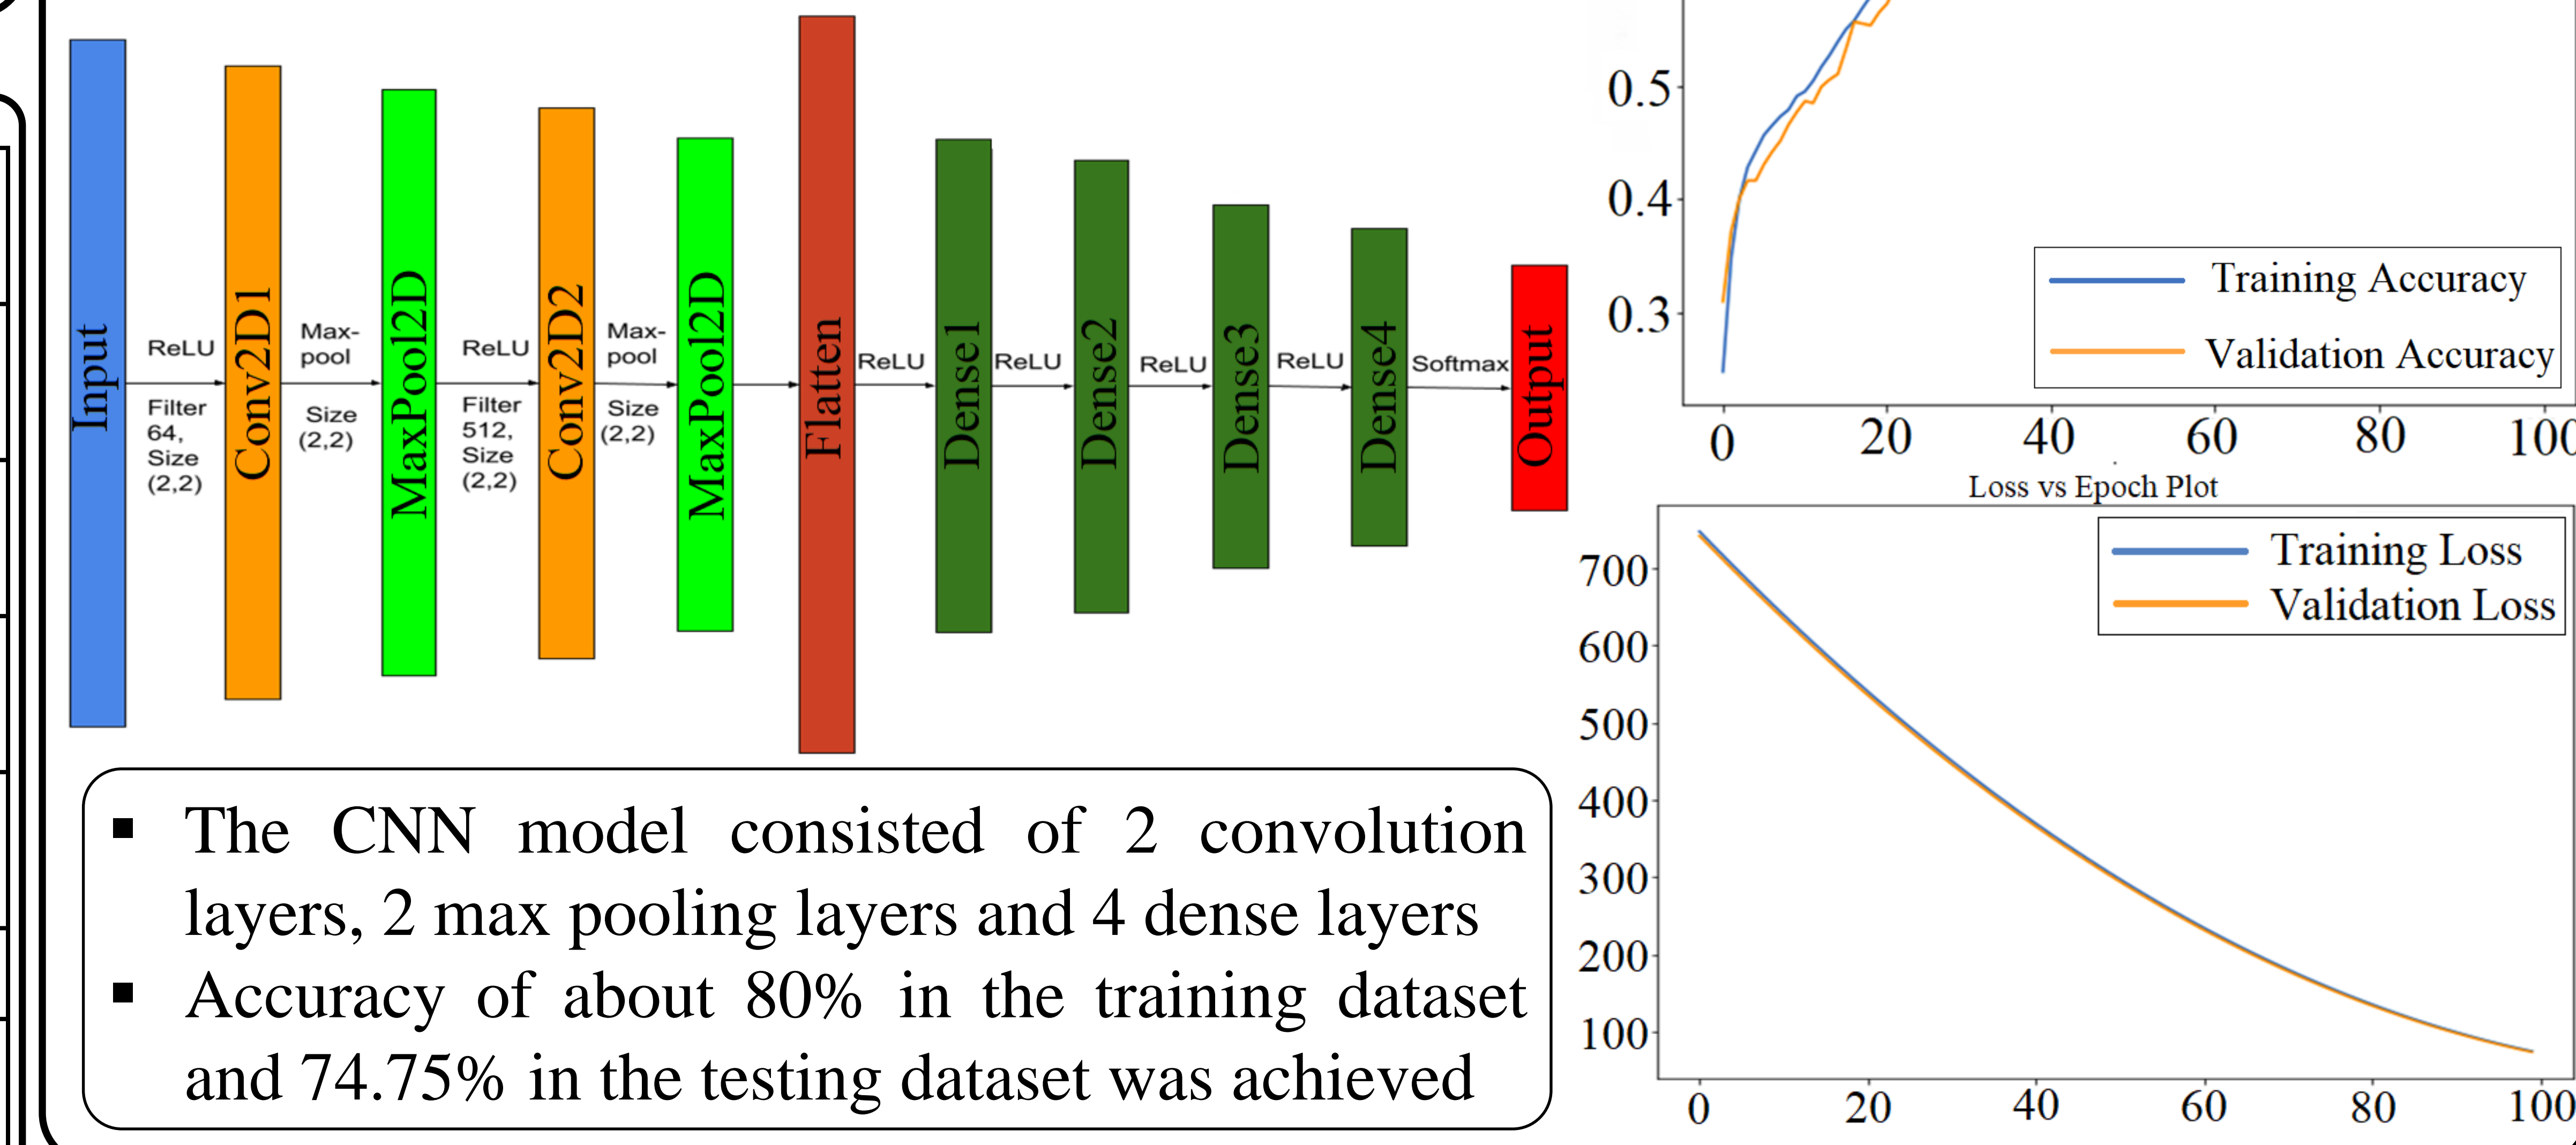 Input
ReLU
Filter
64,
Size
(2,2)
Conv2D1
Max-
pool
Size
(2,2)
MaxPool2D
ReLU
Filter
512,
Size
(2,2)
Conv2D2
Max-
pool
Size
(2,2)
MaxPool2D
Flatten
ReLU
Dense1
ReLU
Dense2
ReLU
Dense3
ReLU
Dense4
Softmax
Output
▪ The CNN model consisted of 2 convolution
layers, 2 max pooling layers and 4 dense layers
▪ Accuracy of about 80% in the training dataset
and 74.75% in the testing dataset was achieved
0.5
0.4
0.3
Training Accuracy
Validation Accuracy
0 20 40 60 80 100
Loss vs Epoch Plot
Training Loss
Validation Loss
700
600
500
400
300
200
100
0 20 40 60 80 100